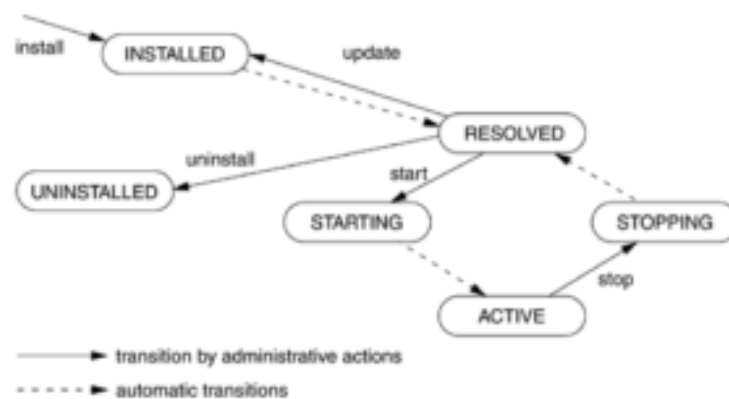 install
INSTALLED
update
RESOLVED
uninstall
start
UNINSTALLED
STARTING
STOPPING
stop
ACTIVE
transition by administrative actions
automatic transitions